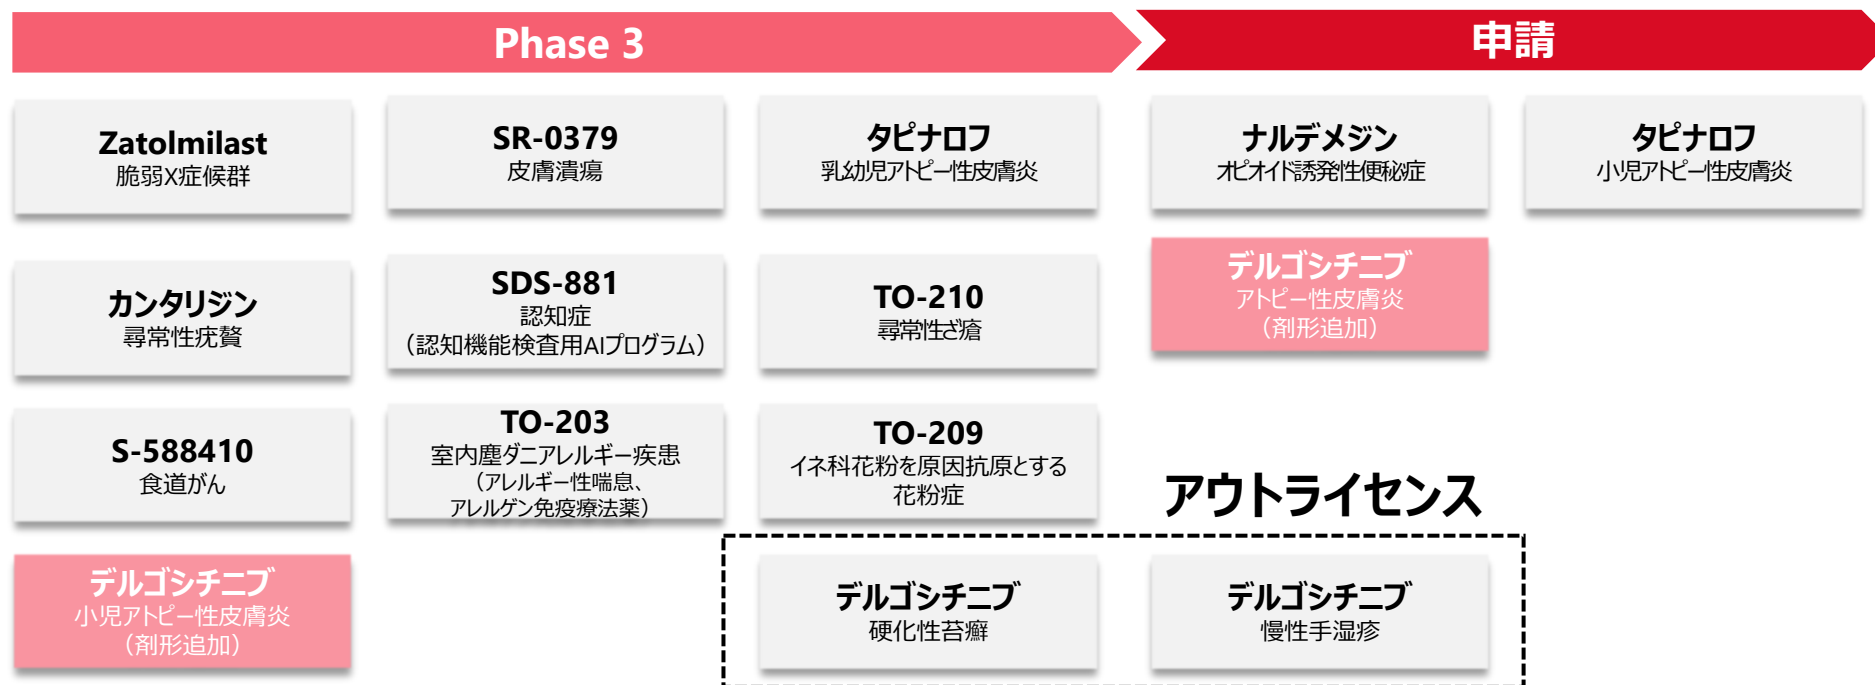 Phase 3
申請
Zatolmilast
脆弱X症候群
SR-0379
皮膚潰瘍
タピナロフ
乳幼児アトピー性皮膚炎
ナルデメジン
オピオイド誘発性便秘症
タピナロフ
小児アトピー性皮膚炎
カンタリジン
尋常性疣贅
SDS-881
認知症
（認知機能検査用AIプログラム）
TO-210
尋常性ざ瘡
デルゴシチニブ
アトピー性皮膚炎
（剤形追加）
S-588410
食道がん
TO-203
室内塵ダニアレルギー疾患
（アレルギー性喘息、
アレルゲン免疫療法薬）
TO-209
イネ科花粉を原因抗原とする
花粉症
アウトライセンス
デルゴシチニブ
小児アトピー性皮膚炎
（剤形追加）
デルゴシチニブ
硬化性苔癬
デルゴシチニブ
慢性手湿疹